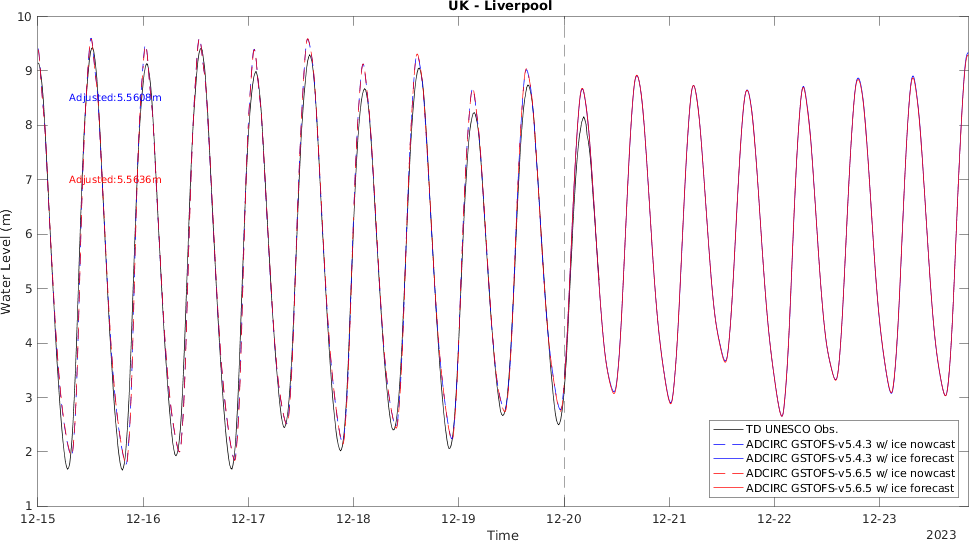 UK - Liverpool
10
9
8
7
6
5
4
3
2
1
Water Level (m)
Adjusted:5.5608m
Adjusted:5.5636m
TD UNESCO Obs.
ADCIRC GSTOFS-v5.4.3 w/ ice nowcast
ADCIRC GSTOFS-v5.4.3 w/ ice forecast
ADCIRC GSTOFS-v5.6.5 w/ ice nowcast
ADCIRC GSTOFS-v5.6.5 w/ ice forecast
12-15 12-16 12-17 12-18 12-19 12-20 12-21 12-22 12-23
Time
2023